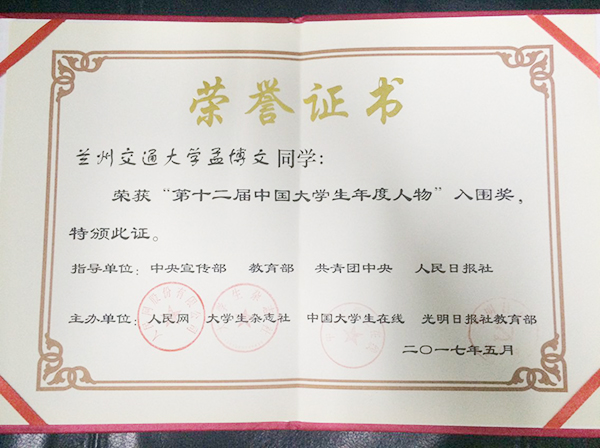 荣誉证书
兰州交通大学孟博文同学：
荣获“第十二届中国大学生年度人物”入围奖，
特颁此证。
指导单位：中央宣传部 教育部 共青团中央 人民日报社
主办单位：人民网 大学生杂志社 中国大学生在线 光明日报社教育部
二〇一七年五月